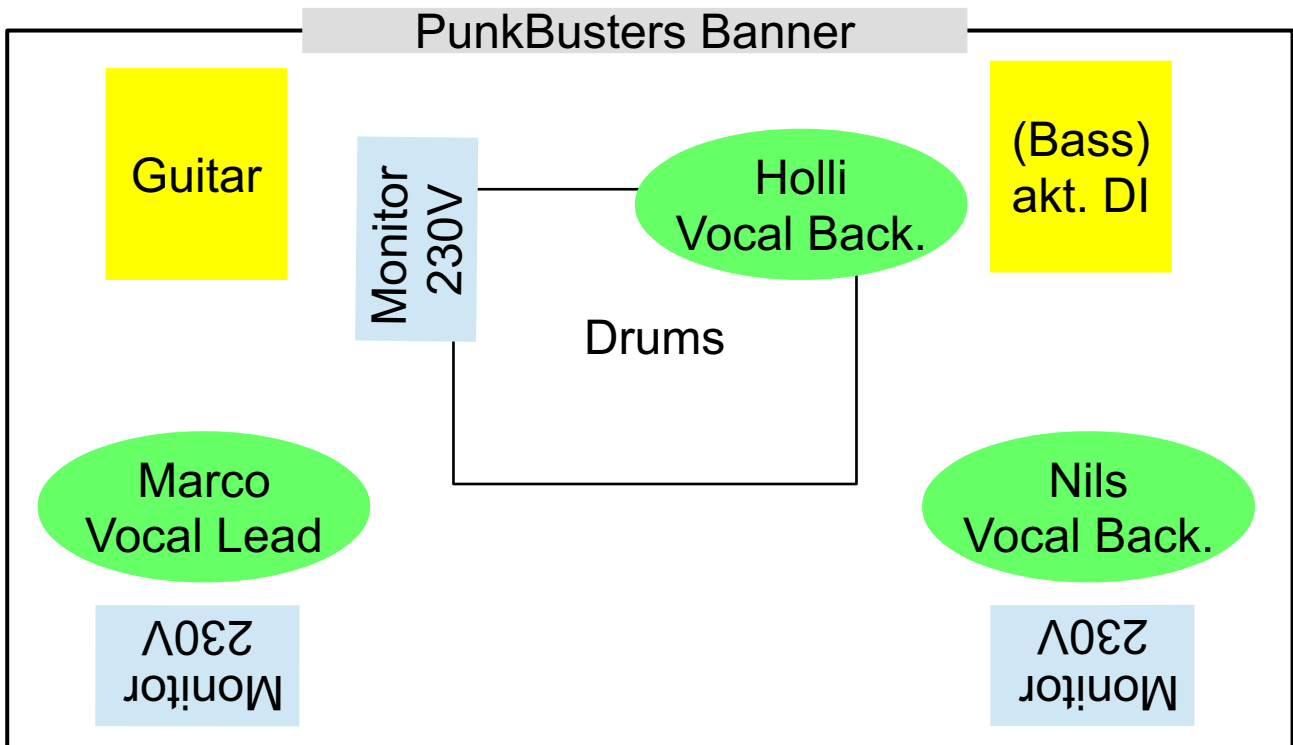 PunkBusters Banner
Guitar
Monitor
230V
Holli
Vocal Back.
(Bass)
akt. DI
Drums
Marco
Vocal Lead
Nils
Vocal Back.
Monitor
230V
Monitor
230V